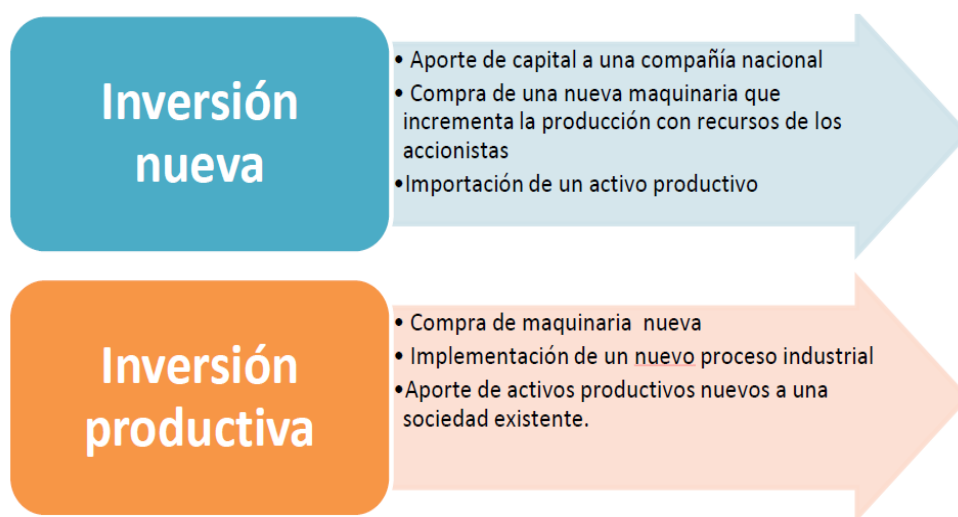 Inversión
nueva
• Aporte de capital a una compañía nacional
• Compra de una nueva maquinaria que
incrementa la producción con recursos de los
accionistas
•Importación de un activo productivo
Inversión
productiva
• Compra de maquinaria nueva
• Implementación de un nuevo proceso industrial
•Aporte de activos productivos nuevos a una
sociedad existente.